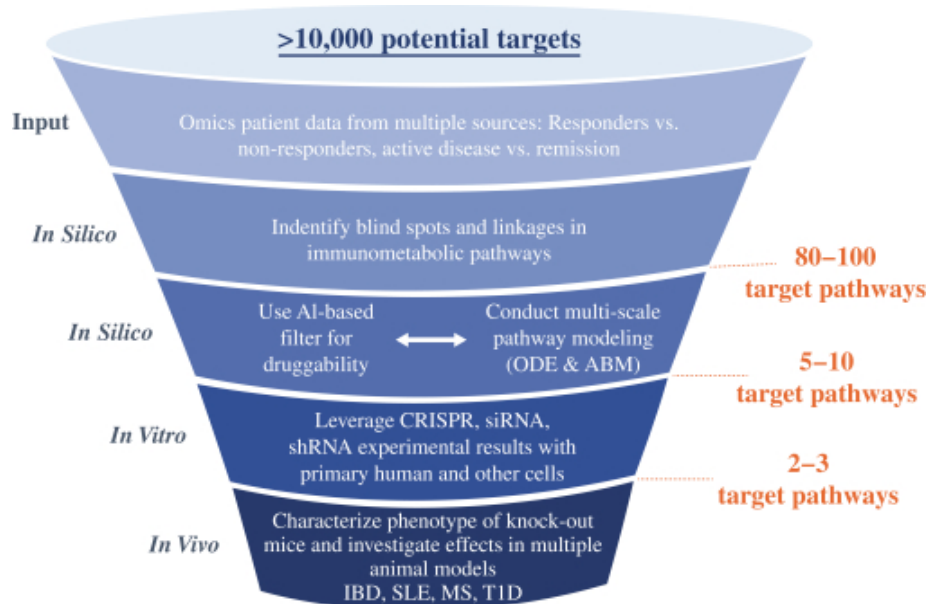 >10,000 potential targets
Input
Omics patient data from multiple sources: Responders vs.
non-responders, active disease vs. remission
In Silico
Indentify blind spots and linkages in
immunometabolic pathways
80–100
target pathways
In Silico
Use AI-based
filter for
druggability
Conduct multi-scale
pathway modeling
(ODE & ABM)
5–10
target pathways
In Vitro
Leverage CRISPR, siRNA,
shRNA experimental results with
primary human and other cells
2–3
target pathways
In Vivo
Characterize phenotype of knock-out
mice and investigate effects in multiple
animal models
IBD, SLE, MS, T1D